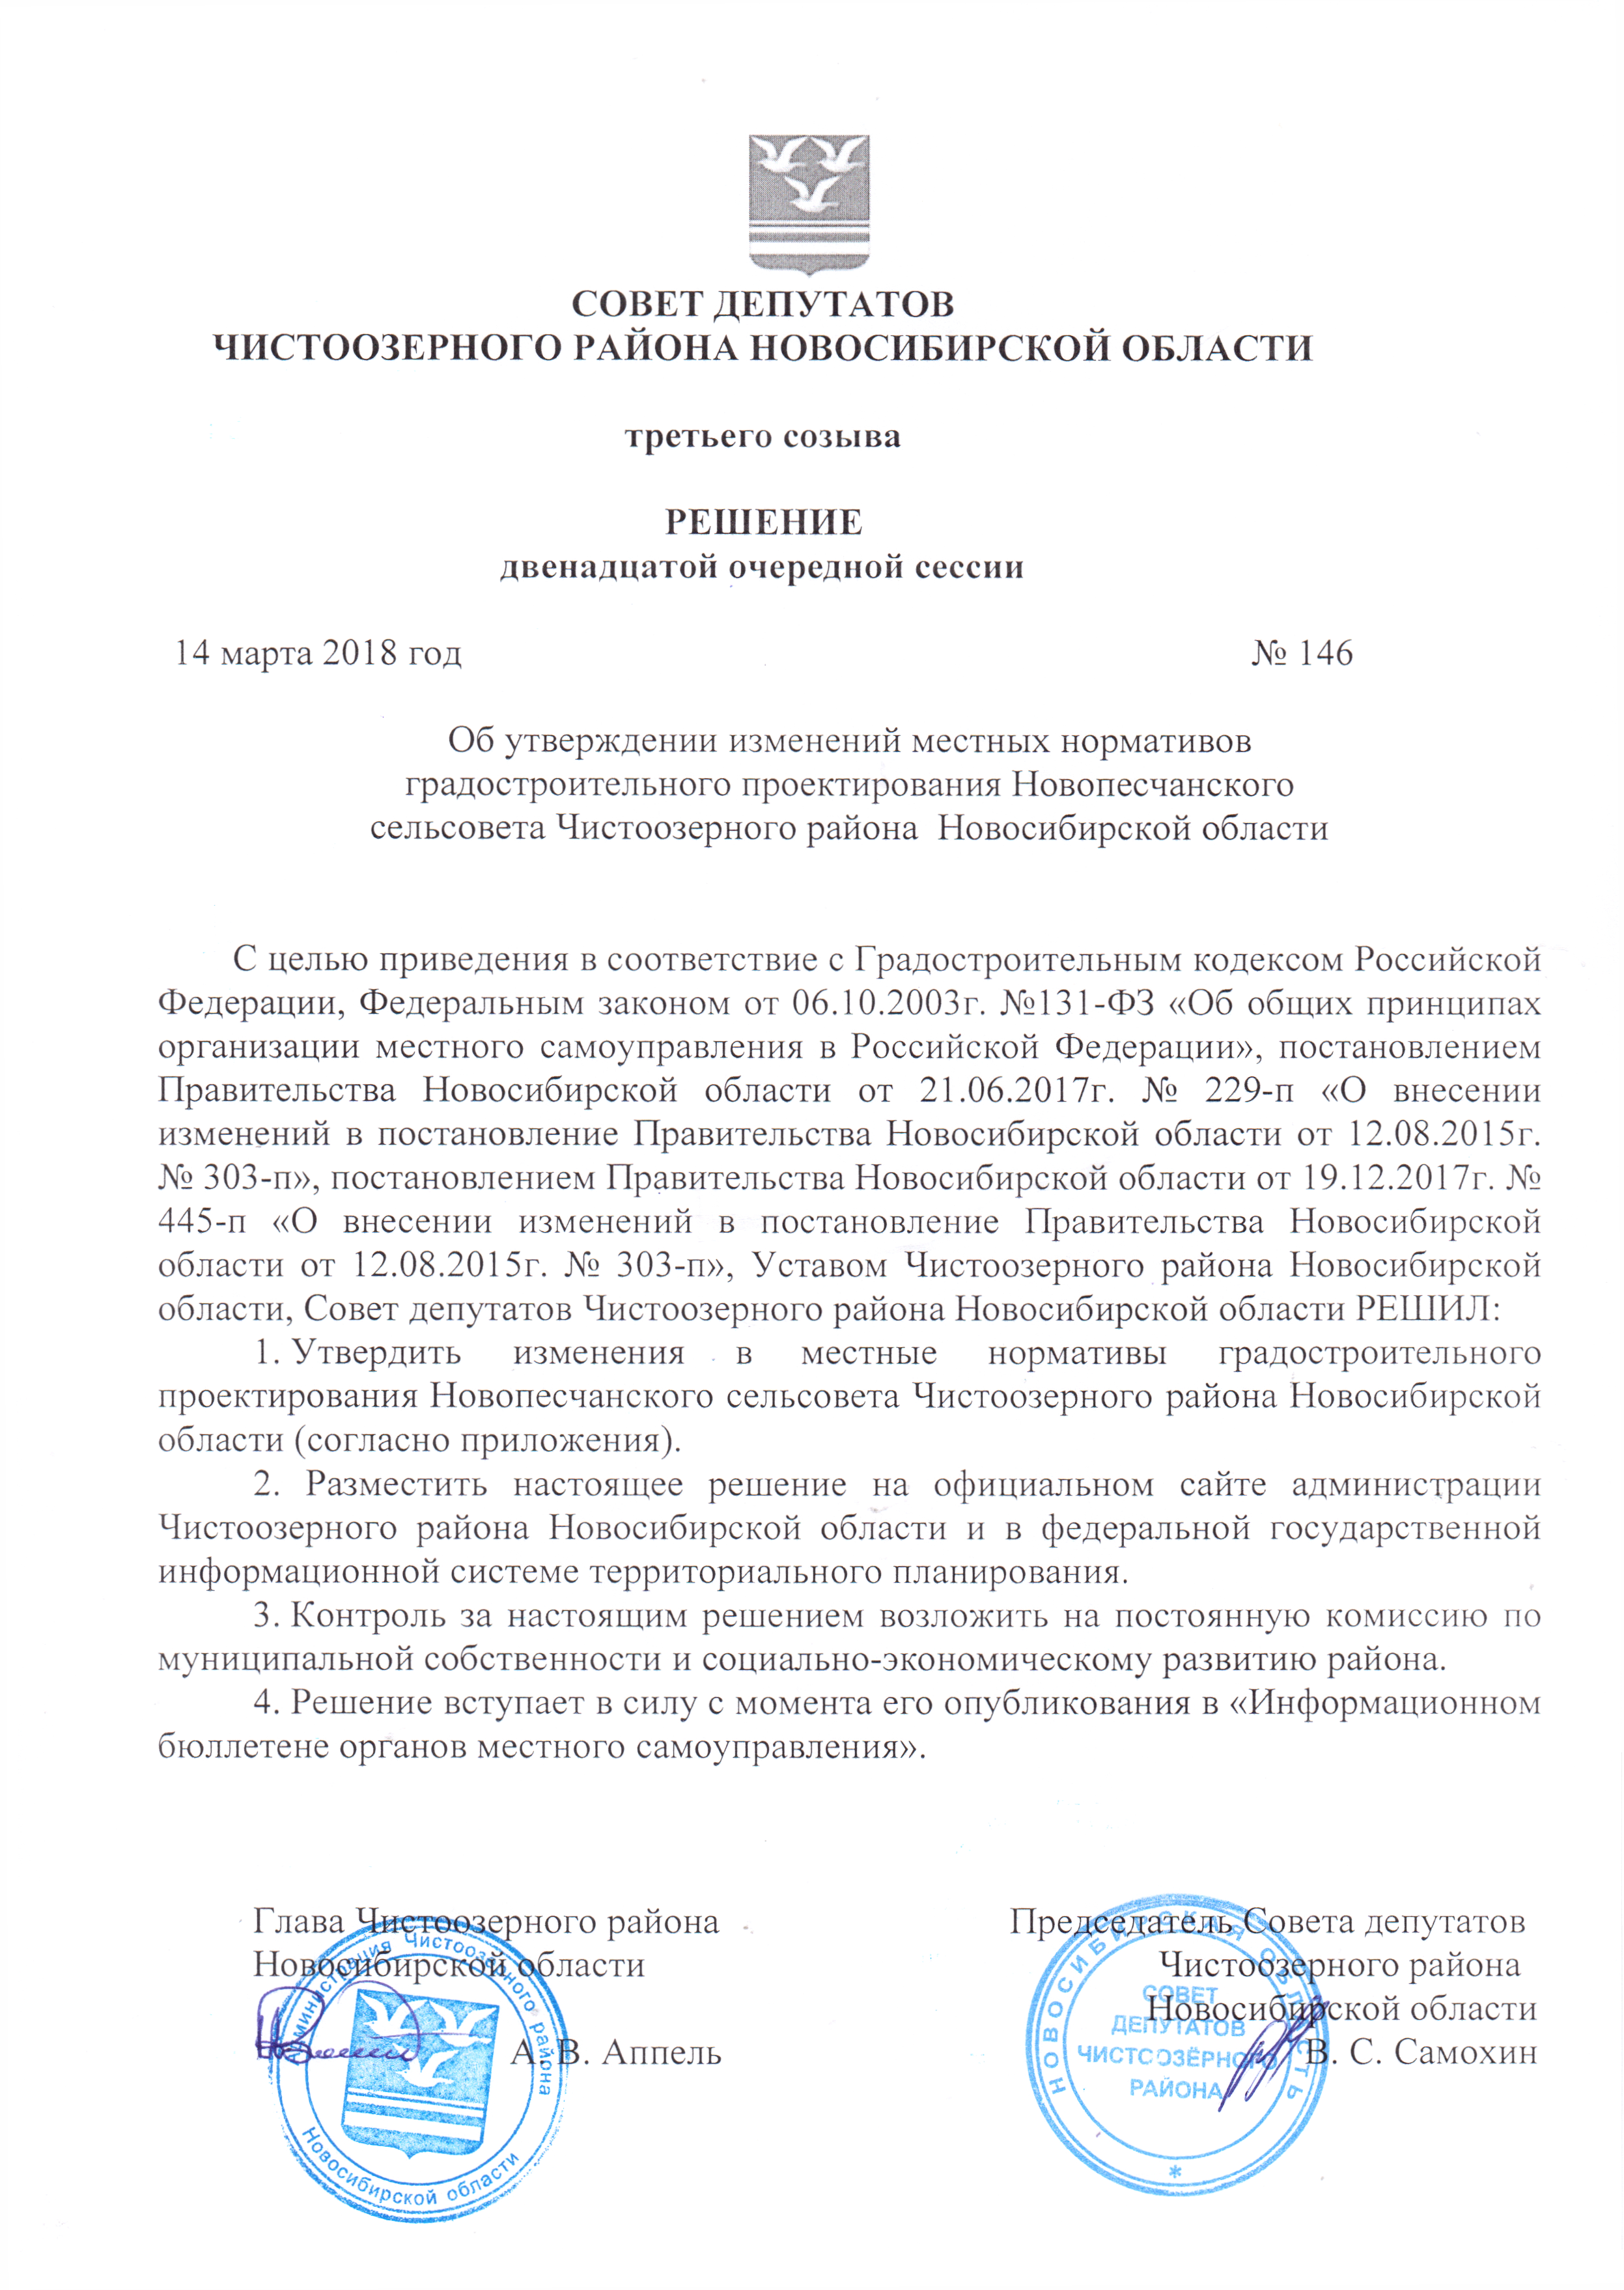 СОВЕТ ДЕПУТАТОВ
ЧИСТООЗЕРНОГО РАЙОНА НОВОСИБИРСКОЙ ОБЛАСТИ
третьего созыва
РЕШЕНИЕ
двенадцатой очередной сессии
14 марта 2018 год № 146
Об утверждении изменений местных нормативов
градостроительного проектирования Новопесчанского
сельсовета Чистоозерного района Новосибирской области
С целью приведения в соответствие с Градостроительным кодексом Российской
Федерации, Федеральным законом от 06.10.2003г. №131-ФЗ «Об общих принципах
организации местного самоуправления в Российской Федерации», постановлением
Правительства Новосибирской области от 21.06.2017г. № 229-п «О внесении
изменений в постановление Правительства Новосибирской области от 12.08.2015г.
№ 303-п», постановлением Правительства Новосибирской области от 19.12.2017г. №
445-п «О внесении изменений в постановление Правительства Новосибирской
области от 12.08.2015г. № 303-п», Уставом Чистоозерного района Новосибирской
области, Совет депутатов Чистоозерного района Новосибирской области РЕШИЛ:
1. Утвердить изменения в местные нормативы градостроительного
проектирования Новопесчанского сельсовета Чистоозерного района Новосибирской
области (согласно приложения).
2. Разместить настоящее решение на официальном сайте администрации
Чистоозерного района Новосибирской области и в федеральной государственной
информационной системе территориального планирования.
3. Контроль за настоящим решением возложить на постоянную комиссию по
муниципальной собственности и социально-экономическому развитию района.
4. Решение вступает в силу с момента его опубликования в «Информационном
бюллетене органов местного самоуправления».
Глава Чистоозерного района
Новосибирской области
А. В. Аппель
Председатель Совета депутатов
Чистоозерного района
Новосибирской области
В. С. Самохин
Администрация Чистоозерного района
Новосибирской области
НОВОСИБИРСКАЯ ОБЛАСТЬ
СОВЕТ
ДЕПУТАТОВ
ЧИСТООЗЁРНОГО
РАЙОНА